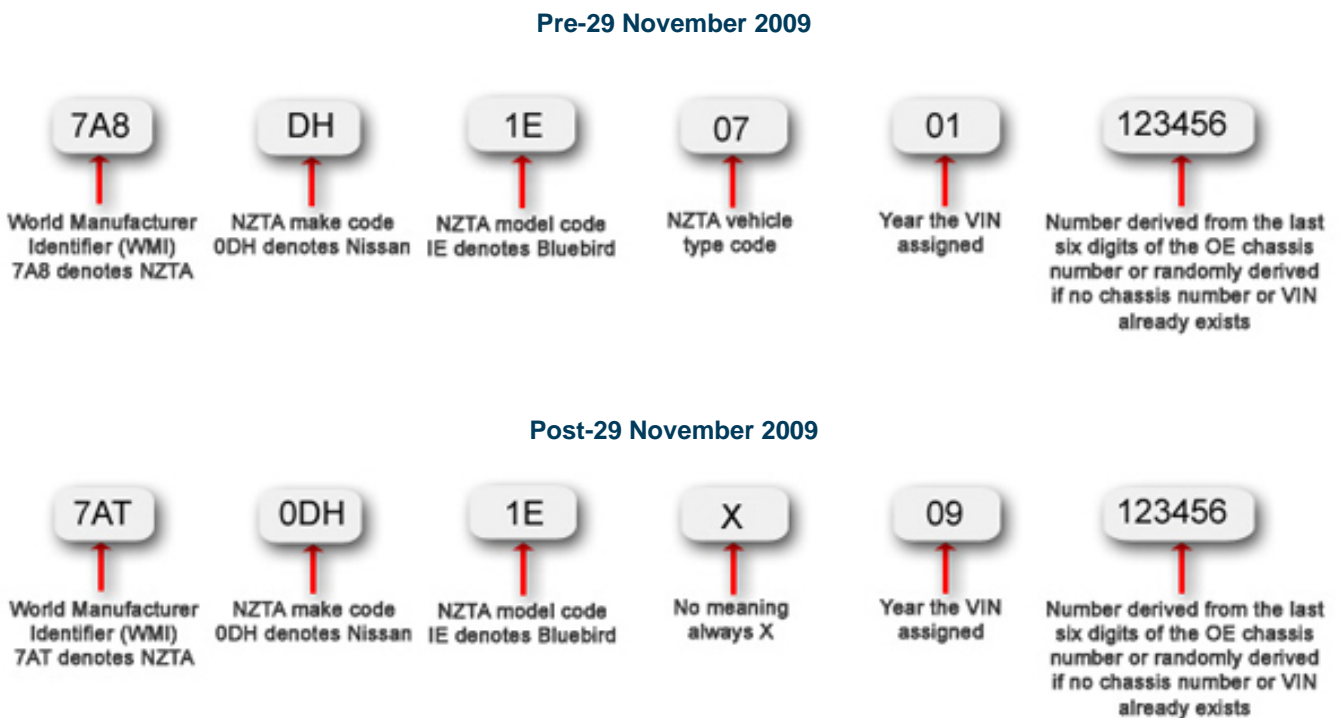 Pre-29 November 2009
7A8
DH
1E
07
01
123456
World Manufacturer
Identifier (WMI)
7A8 denotes NZTA
NZTA make code
0DH denotes Nissan
NZTA model code
IE denotes Bluebird
NZTA vehicle
type code
Year the VIN
assigned
Number derived from the last
six digits of the OE chassis
number or randomly derived
if no chassis number or VIN
already exists
Post-29 November 2009
7AT
0DH
1E
X
09
123456
World Manufacturer
Identifier (WMI)
7AT denotes NZTA
NZTA make code
0DH denotes Nissan
NZTA model code
IE denotes Bluebird
No meaning
always X
Year the VIN
assigned
Number derived from the last
six digits of the OE chassis
number or randomly derived
if no chassis number or VIN
already exists